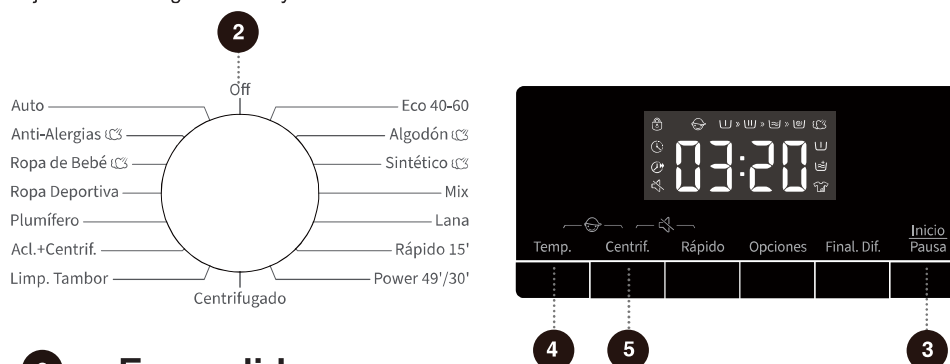 2
Off
Auto
Eco 40-60
Anti-Alergias
Algodón
Ropa de Bebé
Sintético
Ropa Deportiva
Mix
Plumífero
Lana
Acl.+Centrif.
Rápido 15'
Limp. Tambor
Power 49'/30'
Centrifugado
03:20
Temp.
Centrif.
Rápido
Opciones
Final. Dif.
Inicio
Pausa
4
5
3